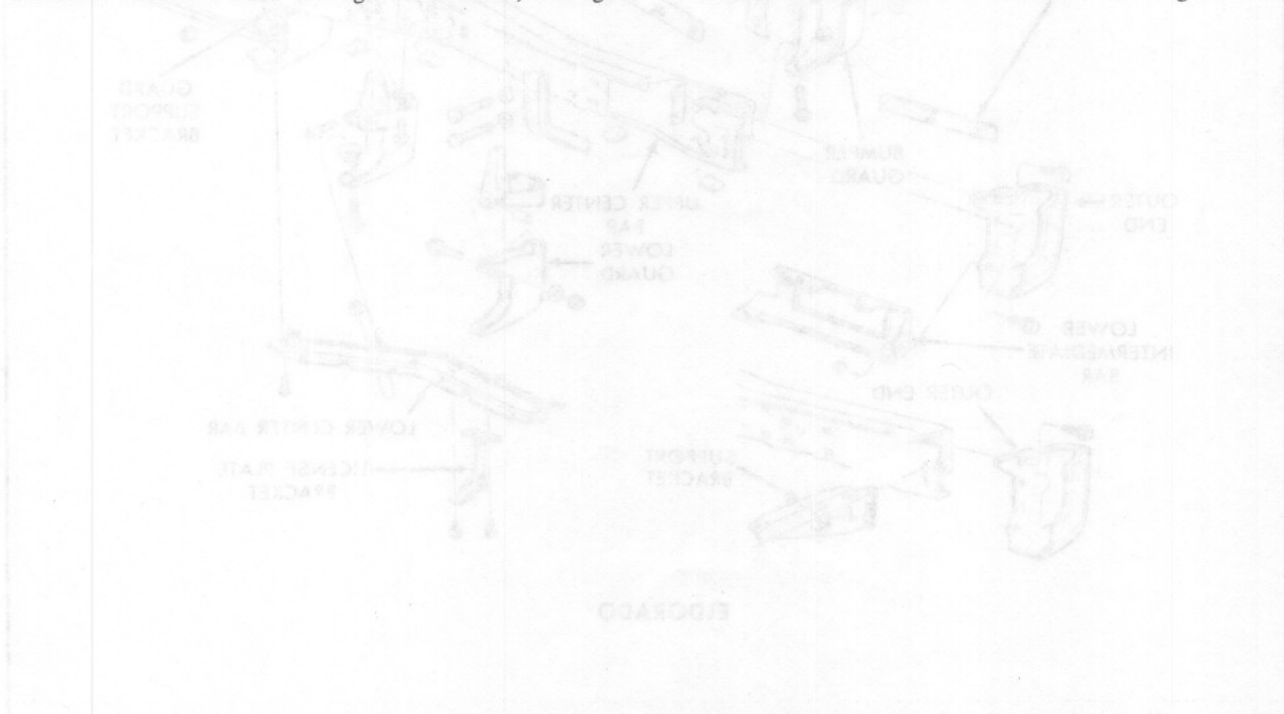 GUARD
SUPPORT
BRACKET
BUMPER
GUARD
OUTER
END
UPPER CENTER
BAR
LOWER
GUARD
LOWER
INTERMEDIATE
BAR
OUTER END
LOWER CENTER BAR
LICENSE PLATE
BRACKET
SUPPORT
BRACKET
ELDORADO